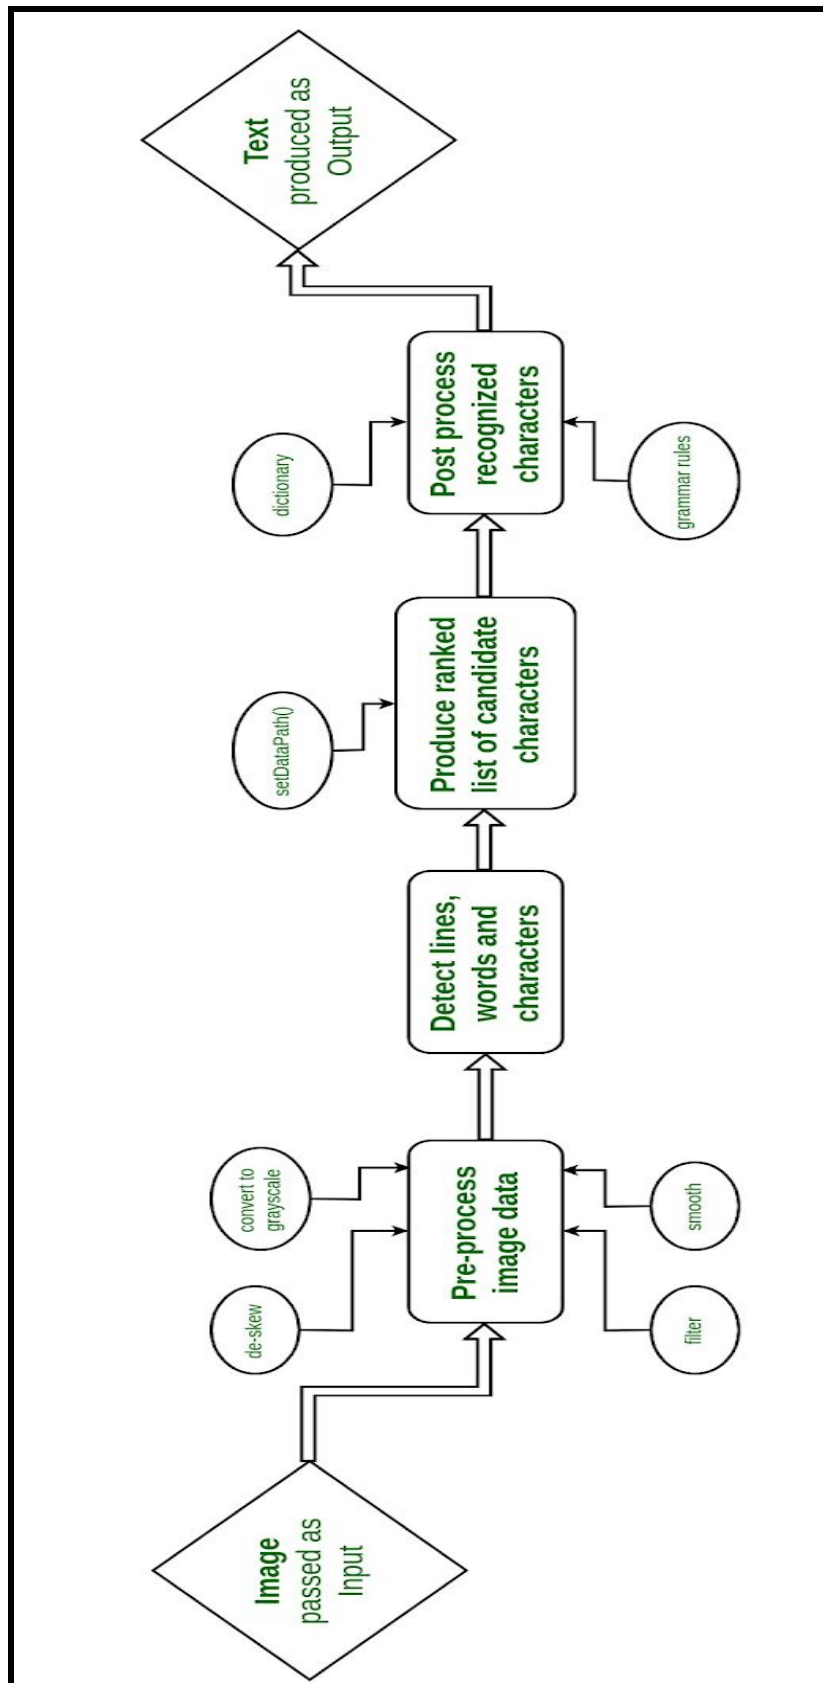 Image
passed as
Input
de-skew
convert to
grayscale
Pre-process
image data
filter
smooth
Detect lines,
words and
characters
setDataPath()
Produce ranked
list of candidate
characters
dictionary
Post process
recognized
characters
grammar rules
Text
produced as
Output